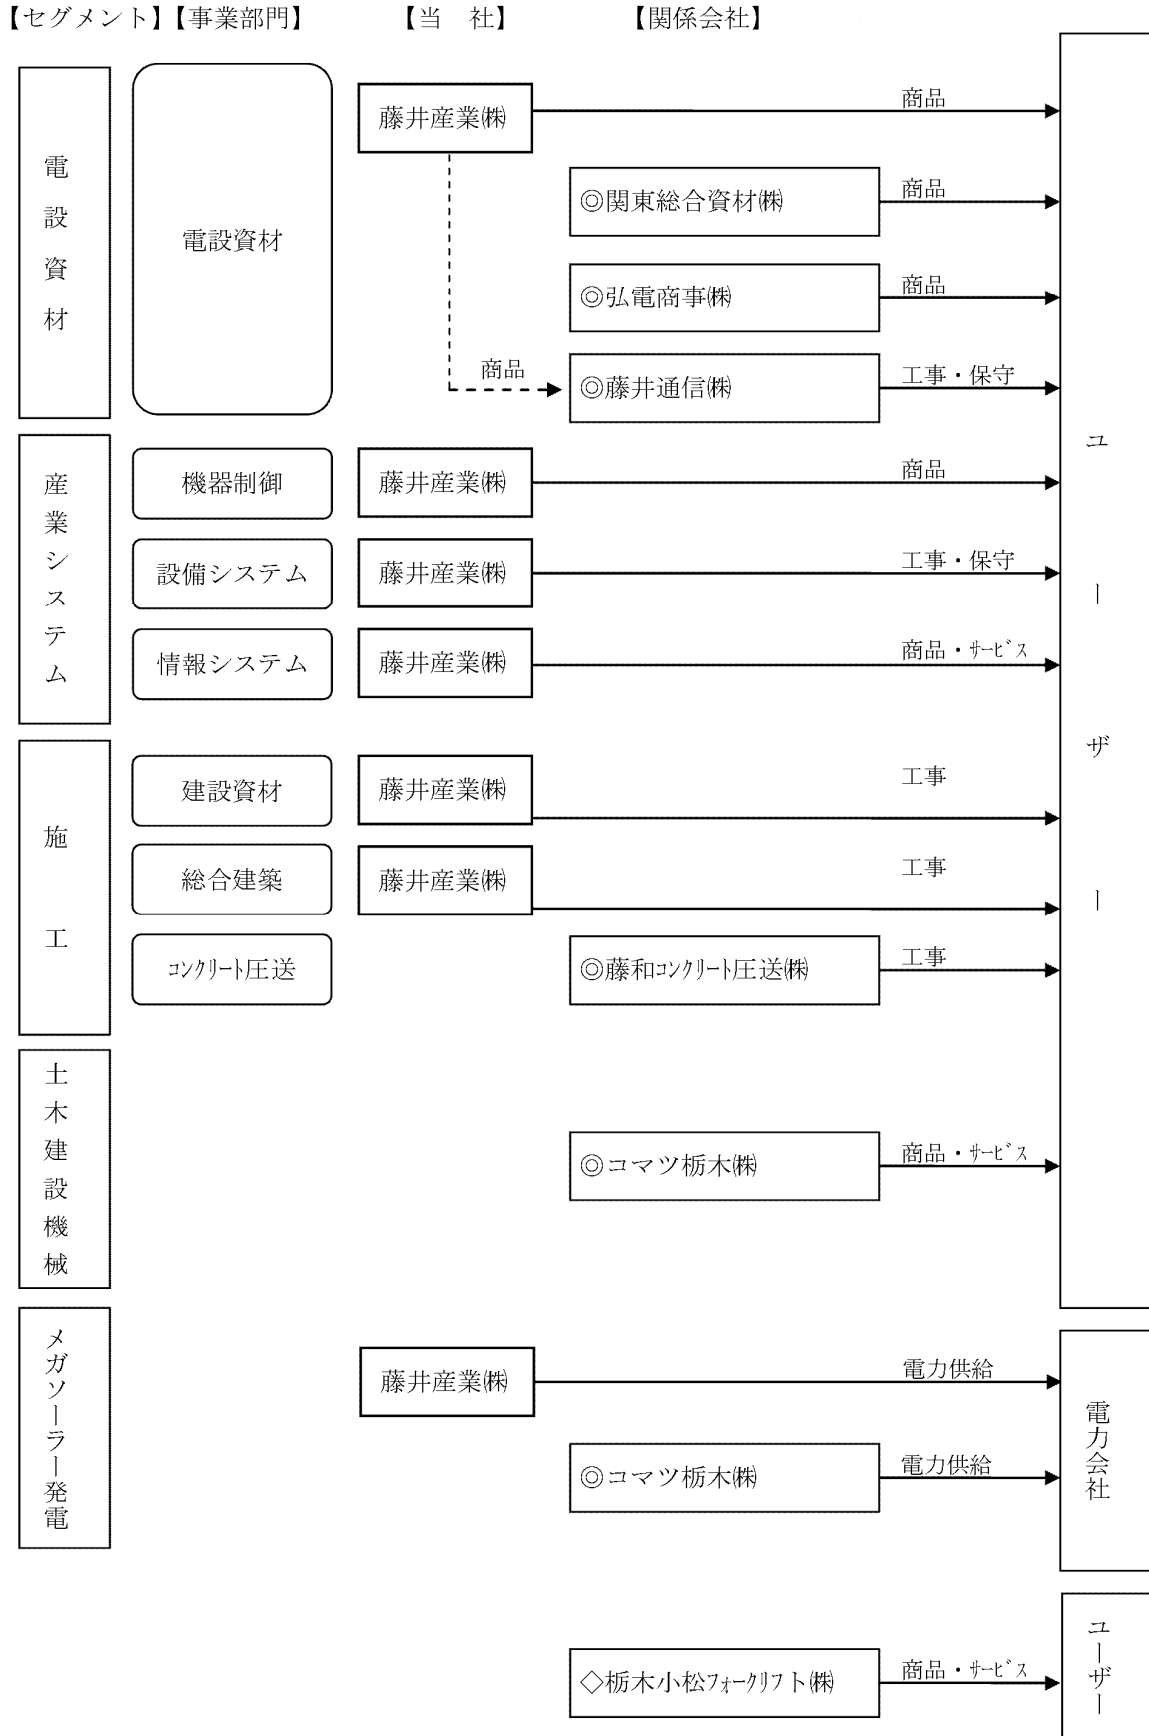 【セグメント】【事業部門】　【当　社】　【関係会社】
電設資材
電設資材
藤井産業㈱
商品
◎関東総合資材㈱
商品
◎弘電商事㈱
商品
商品
◎藤井通信㈱
工事・保守
産業システム
機器制御
藤井産業㈱
商品
設備システム
藤井産業㈱
工事・保守
情報システム
藤井産業㈱
商品・ｻｰﾋﾞｽ
ユーザー
施工
建設資材
藤井産業㈱
工事
総合建築
藤井産業㈱
工事
ｺﾝｸﾘｰﾄ圧送
◎藤和ｺﾝｸﾘｰﾄ圧送㈱
工事
土木建設機械
◎コマツ栃木㈱
商品・ｻｰﾋﾞｽ
メガソーラー発電
藤井産業㈱
電力供給
◎コマツ栃木㈱
電力供給
電力会社
◇栃木小松ﾌｫｰｸﾘﾌﾄ㈱
商品・ｻｰﾋﾞｽ
ユーザー